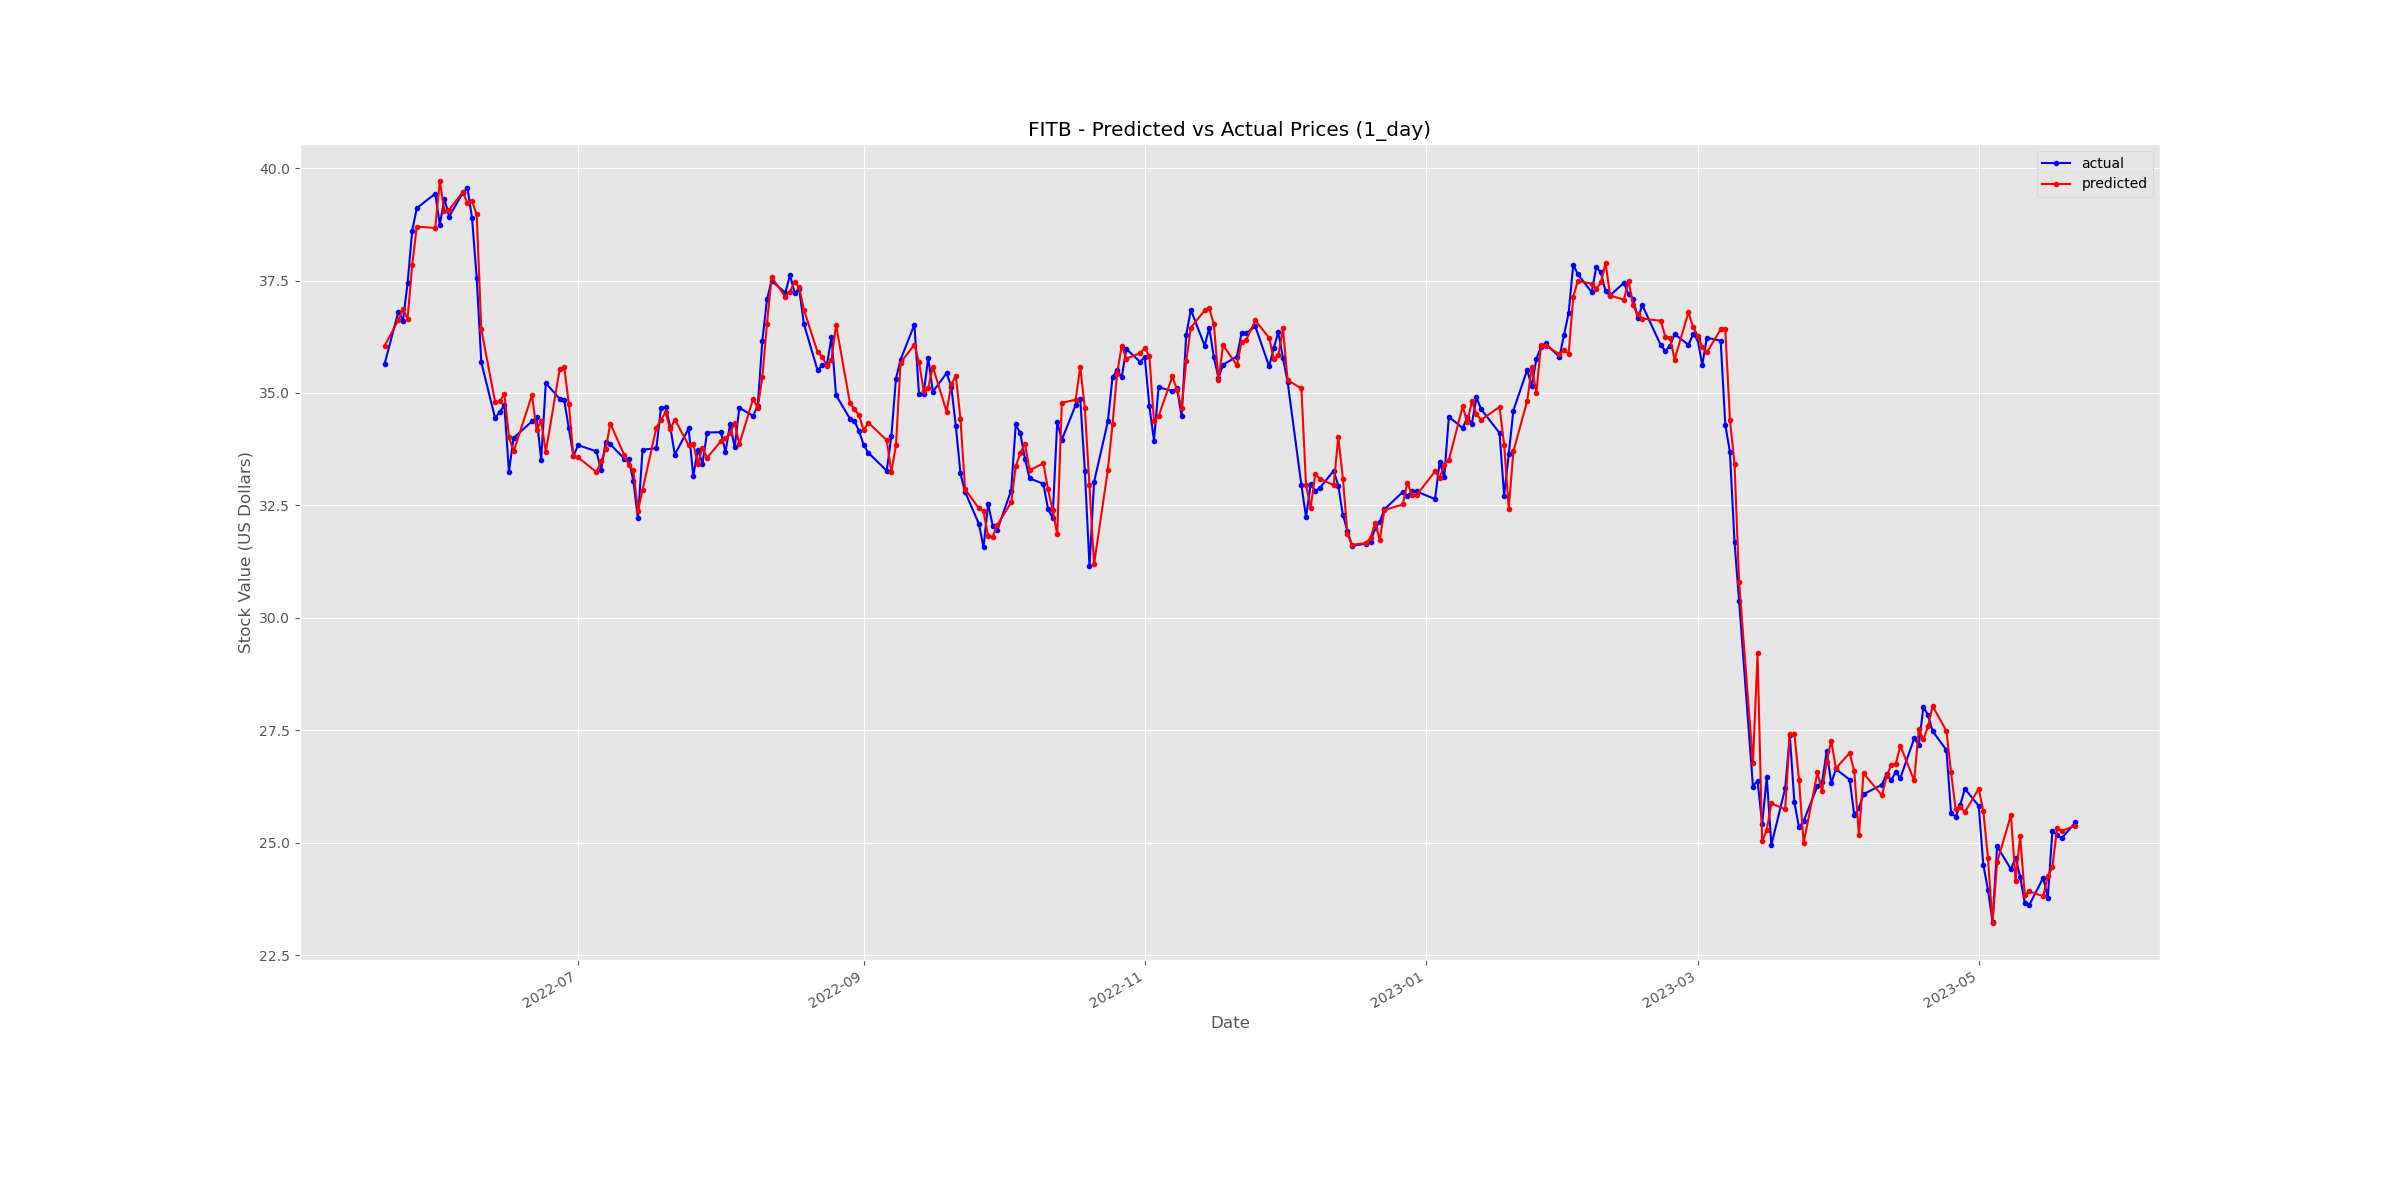 FITB - Predicted vs Actual Prices (1_day)
actual
predicted
Stock Value (US Dollars)
40.0
37.5
35.0
32.5
30.0
27.5
25.0
22.5
2022-07
2022-09
2022-11
2023-01
2023-03
2023-05
Date